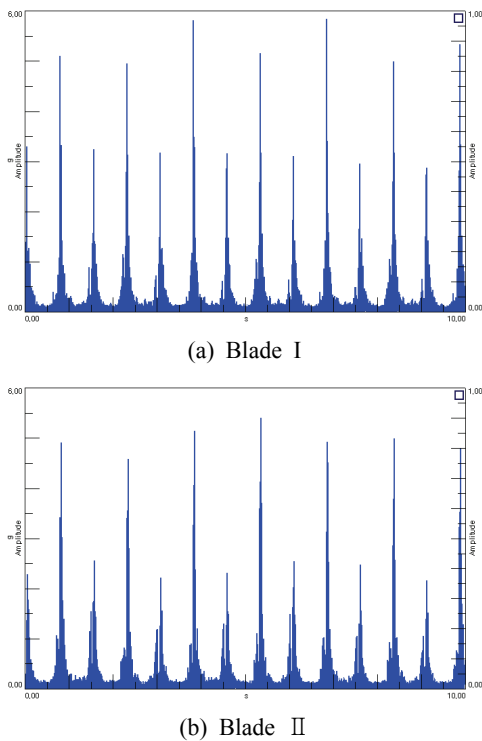 6,00
1,00
g
Amplitude
Amplitude
0,00
0,00
0,00
s
10,00
(a) Blade I
6,00
1,00
g
Amplitude
Amplitude
0,00
0,00
0,00
s
10,00
(b) Blade Ⅱ